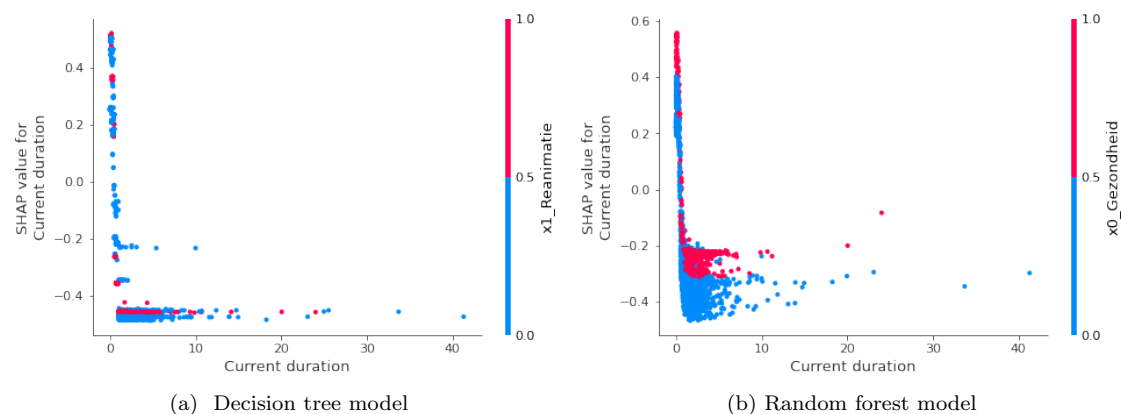 0.4
0.2
0.0
−0.2
−0.4
SHAP value for
Current duration
0
10
20
30
40
Current duration
1.0
0.5
0.0
x1_Reanimatie
(a) Decision tree model
0.6
0.4
0.2
0.0
−0.2
−0.4
SHAP value for
Current duration
0
10
20
30
40
Current duration
1.0
0.5
0.0
x0_Gezondheid
(b) Random forest model